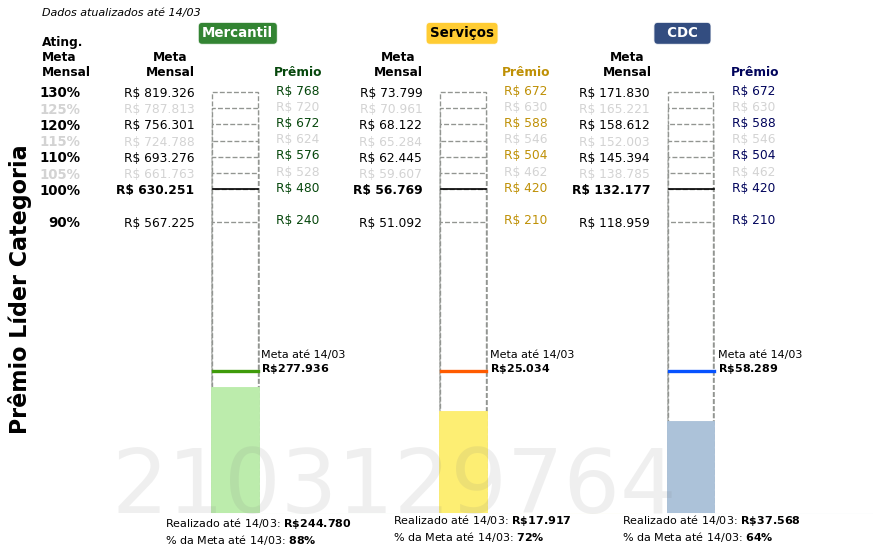 Dados atualizados até 14/03
Mercantil Serviços CDC
Ating. Meta Mensal
Meta Mensal Prêmio Meta Mensal Prêmio Meta Mensal Prêmio
130% R$ 819.326 R$ 768 R$ 73.799 R$ 672 R$ 171.830 R$ 672
125% R$ 787.813 R$ 720 R$ 70.961 R$ 630 R$ 165.221 R$ 630
120% R$ 756.301 R$ 672 R$ 68.122 R$ 588 R$ 158.612 R$ 588
115% R$ 724.788 R$ 624 R$ 65.284 R$ 546 R$ 152.003 R$ 546
110% R$ 693.276 R$ 576 R$ 62.445 R$ 504 R$ 145.394 R$ 504
105% R$ 661.763 R$ 528 R$ 59.607 R$ 462 R$ 138.785 R$ 462
100% R$ 630.251 R$ 480 R$ 56.769 R$ 420 R$ 132.177 R$ 420
90% R$ 567.225 R$ 240 R$ 51.092 R$ 210 R$ 118.959 R$ 210
Prêmio Líder Categoria
Meta até 14/03 Meta até 14/03 Meta até 14/03
R$277.936 R$25.034 R$58.289
2103129764
Realizado até 14/03: R$244.780 Realizado até 14/03: R$17.917 Realizado até 14/03: R$37.568
% da Meta até 14/03: 88% % da Meta até 14/03: 72% % da Meta até 14/03: 64%